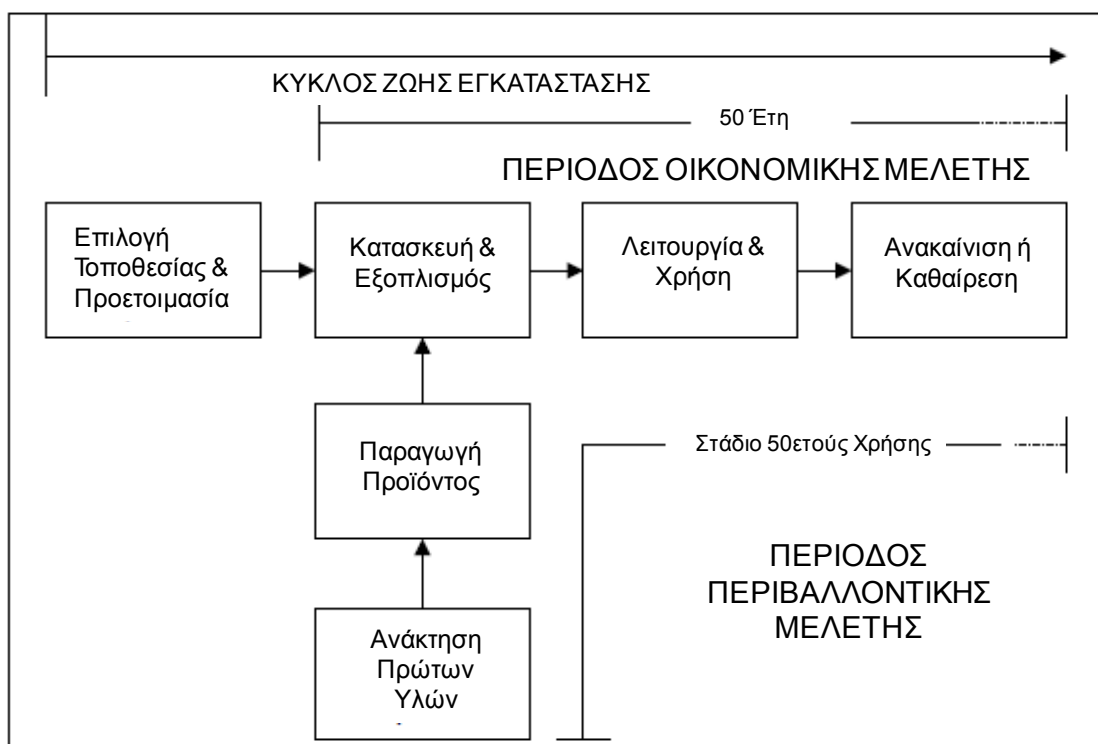 ΚΥΚΛΟΣ ΖΩΗΣ ΕΓΚΑΤΑΣΤΑΣΗΣ
50 Έτη
ΠΕΡΙΟΔΟΣ ΟΙΚΟΝΟΜΙΚΗΣ ΜΕΛΕΤΗΣ
Επιλογή
Τοποθεσίας &
Προετοιμασία
Κατασκευή &
Εξοπλισμός
Λειτουργία &
Χρήση
Ανακαίνιση ή
Καθαίρεση
Παραγωγή
Προϊόντος
Στάδιο 50ετούς Χρήσης
ΠΕΡΙΟΔΟΣ
ΠΕΡΙΒΑΛΛΟΝΤΙΚΗΣ
ΜΕΛΕΤΗΣ
Ανάκτηση
Πρώτων
Υλών